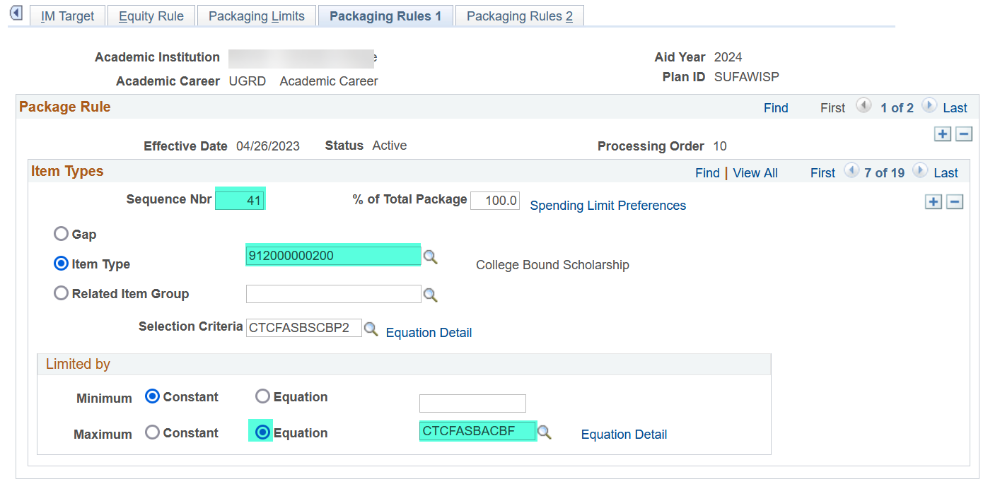 IM Target Equity Rule Packaging Limits Packaging Rules 1 Packaging Rules 2
Academic Institution
Aid Year 2024
Academic Career UGRD Academic Career
Plan ID SUFAWISP
Package Rule Find First 1 of 2 Last
Effective Date 04/26/2023 Status Active Processing Order 10
Item Types Find | View All First 7 of 19 Last
Sequence Nbr 41 % of Total Package 100.0 Spending Limit Preferences
Gap
Item Type 912000000200 College Bound Scholarship
Related Item Group
Selection Criteria CTCFASBSCBP2 Equation Detail
Limited by
Minimum Constant Equation
Maximum Constant Equation CTCFASBACBF Equation Detail